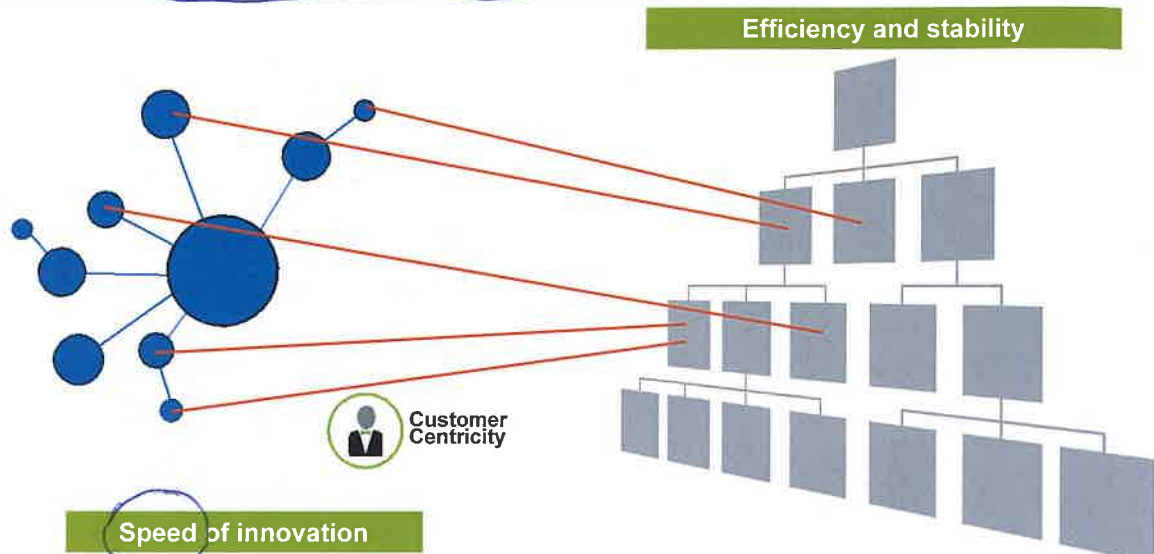 Efficiency and stability
Customer
Centricity
Speed of innovation